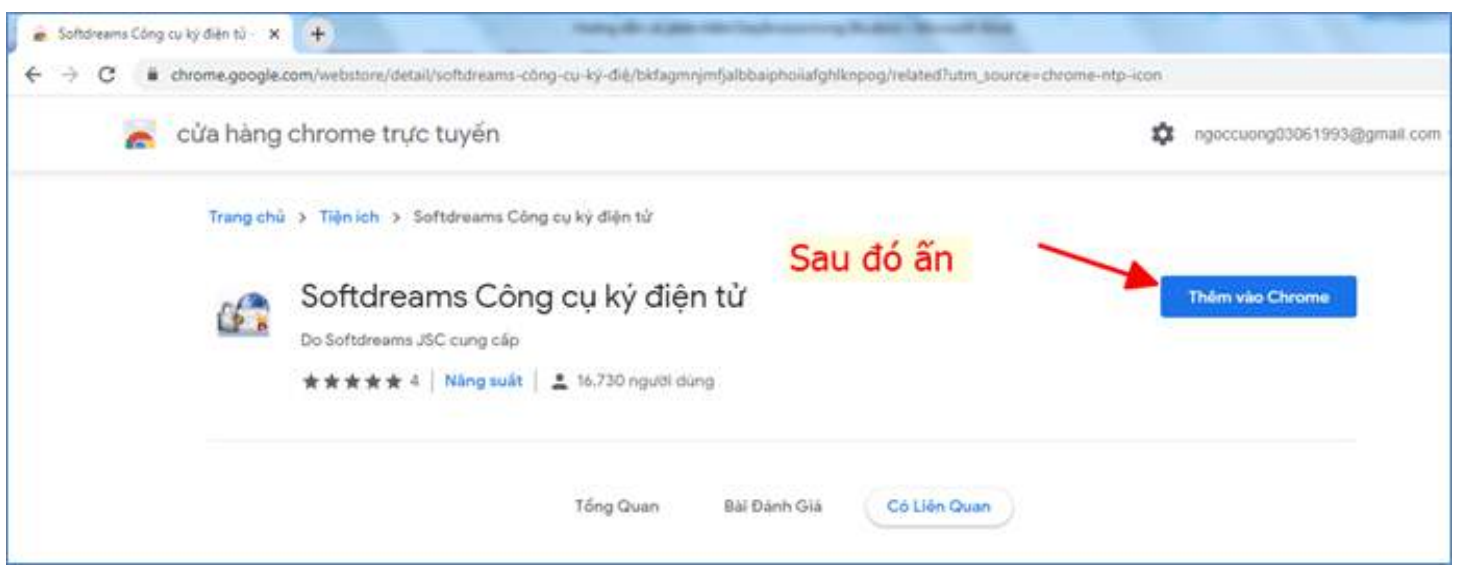 Softdreams Công cụ ký điện tử -
chrome.google.com/webstore/detail/softdreams-công-cụ-ký-điệ/bkfagmnjmfjalbbaiphoiiafghlknpog/related?utm_source=chrome-ntp-icon
cửa hàng chrome trực tuyến
ngoccuong03061993@gmail.com
Trang chủ > Tiện ích > Softdreams Công cụ ký điện tử
Sau đó ấn
Softdreams Công cụ ký điện tử
Thêm vào Chrome
Do Softdreams JSC cung cấp
★★★★★ 4 | Năng suất | 16.730 người dùng
Tổng Quan
Bài Đánh Giá
Có Liên Quan